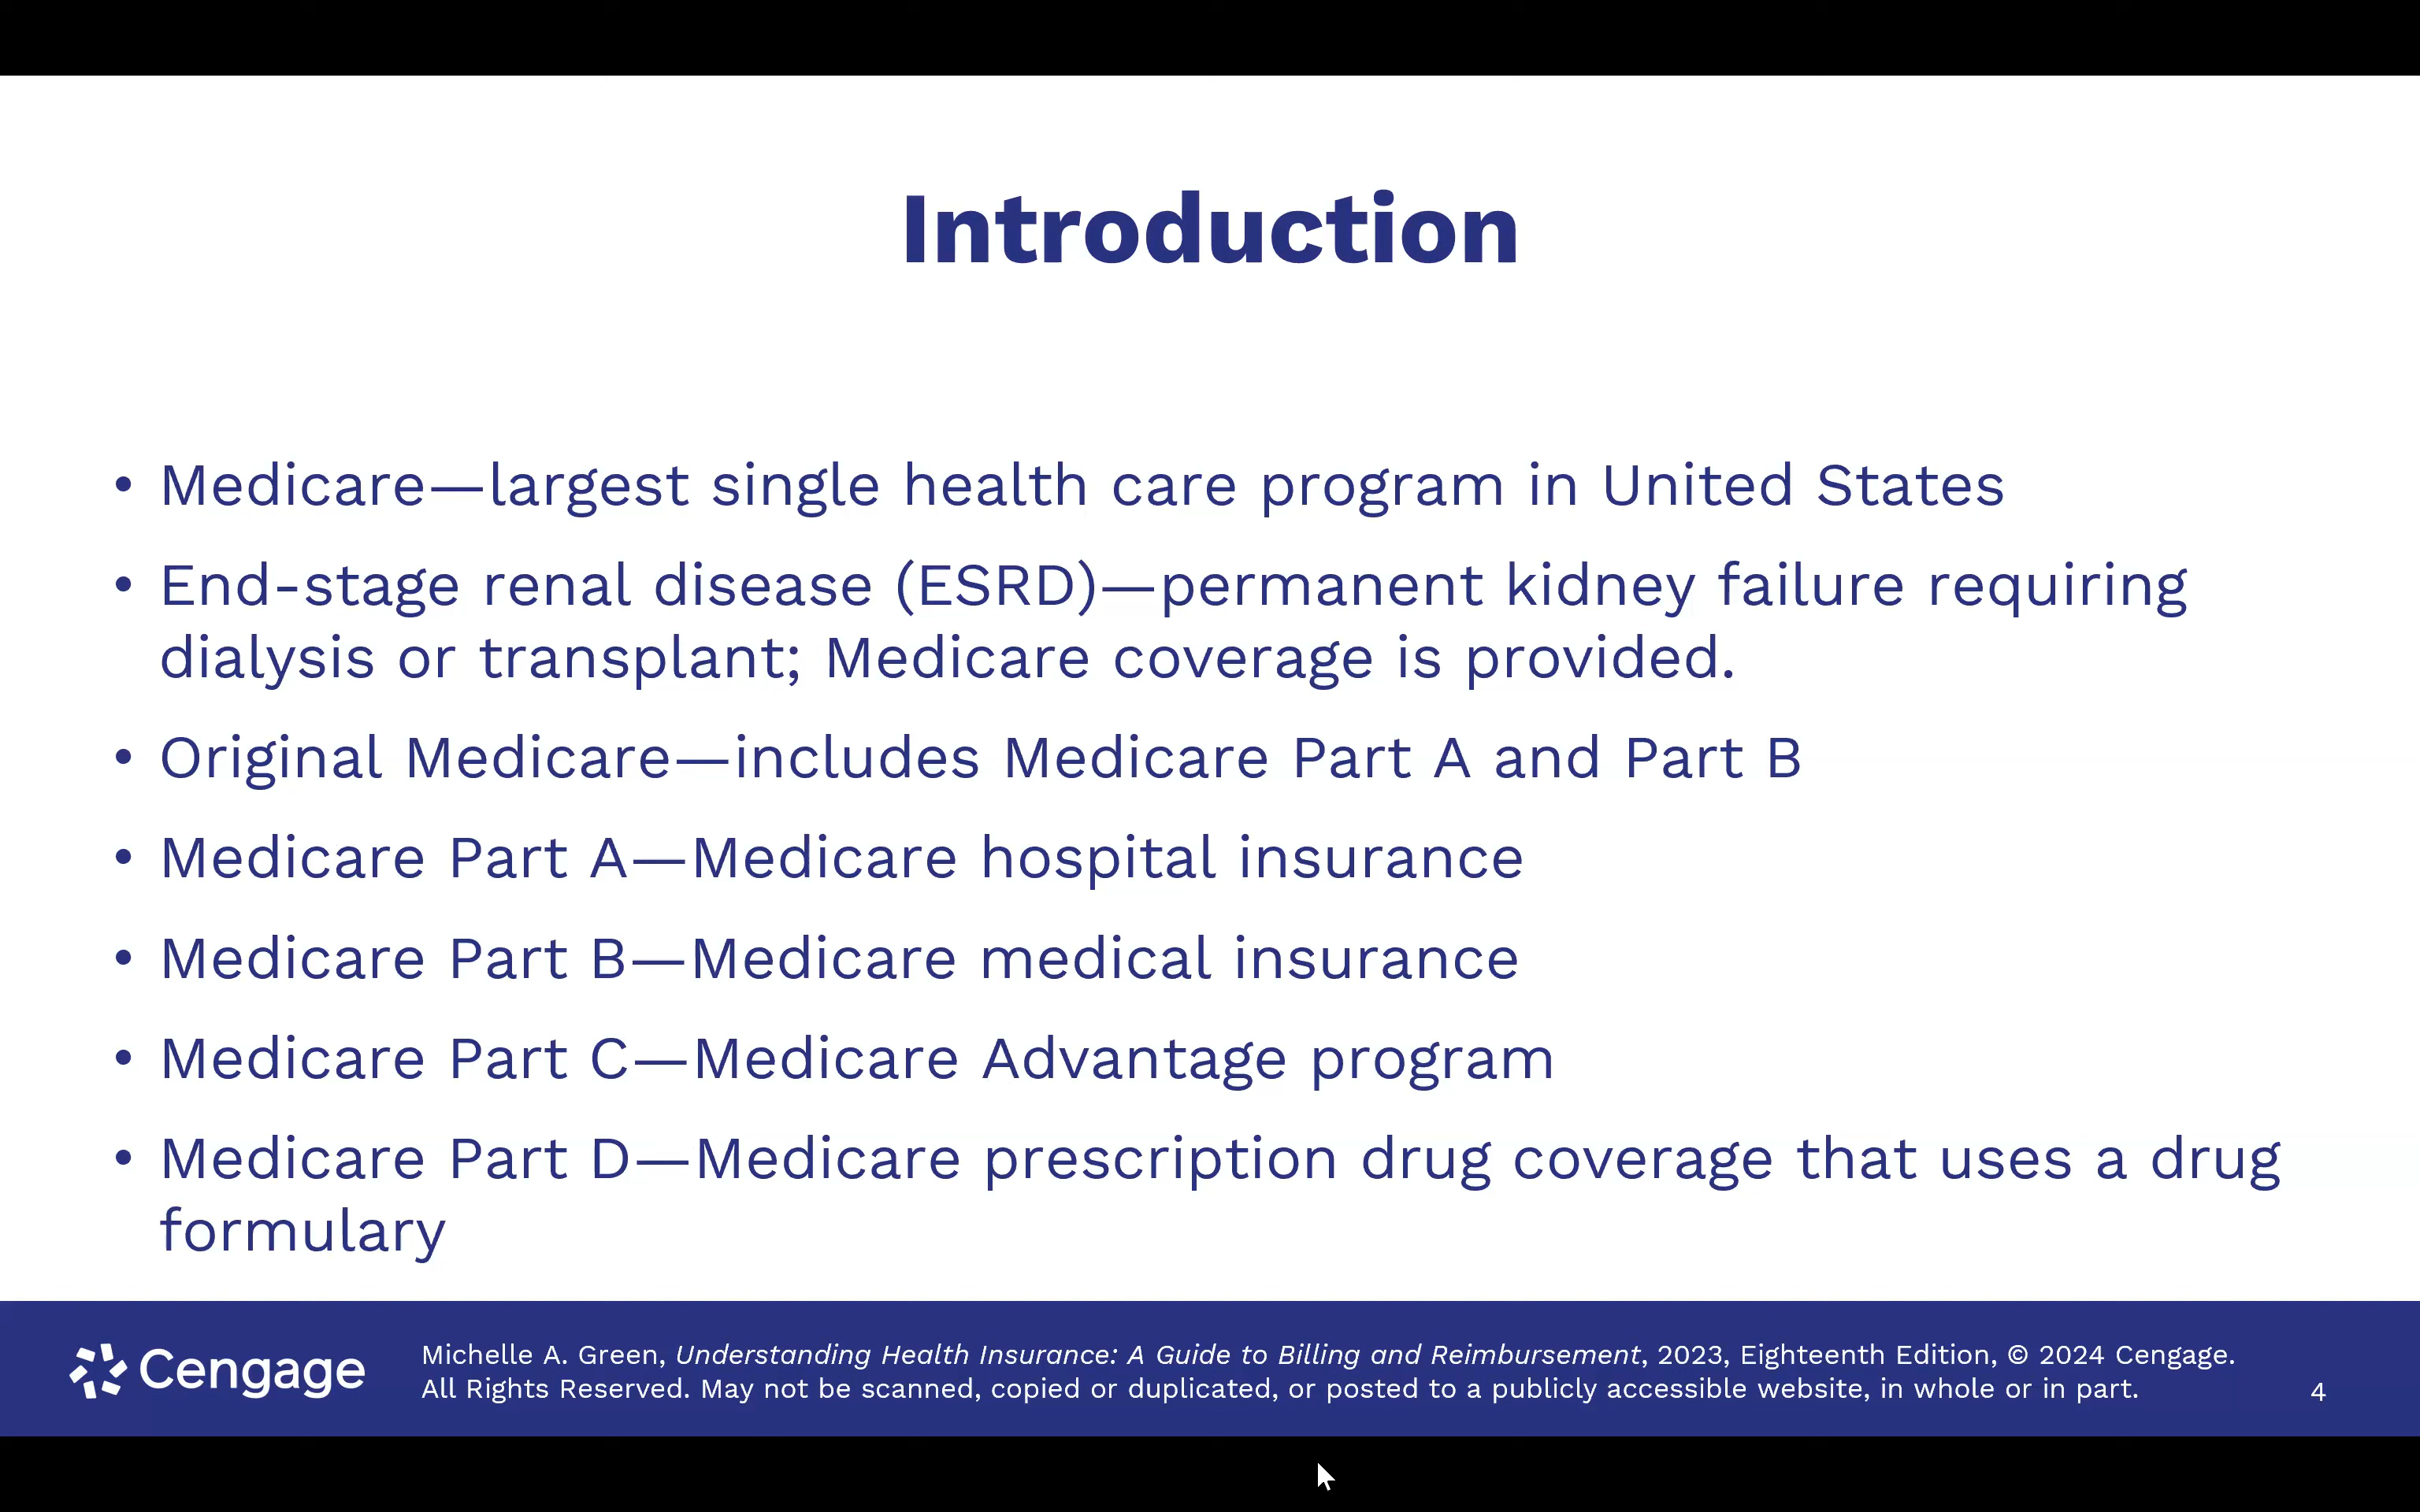 Introduction
• Medicare—largest single health care program in United States
• End-stage renal disease (ESRD)—permanent kidney failure requiring
dialysis or transplant; Medicare coverage is provided.
• Original Medicare—includes Medicare Part A and Part B
• Medicare Part A—Medicare hospital insurance
• Medicare Part B—Medicare medical insurance
• Medicare Part C—Medicare Advantage program
• Medicare Part D—Medicare prescription drug coverage that uses a drug
formulary
Cengage
Michelle A. Green, Understanding Health Insurance: A Guide to Billing and Reimbursement, 2023, Eighteenth Edition, © 2024 Cengage.
All Rights Reserved. May not be scanned, copied or duplicated, or posted to a publicly accessible website, in whole or in part.
4